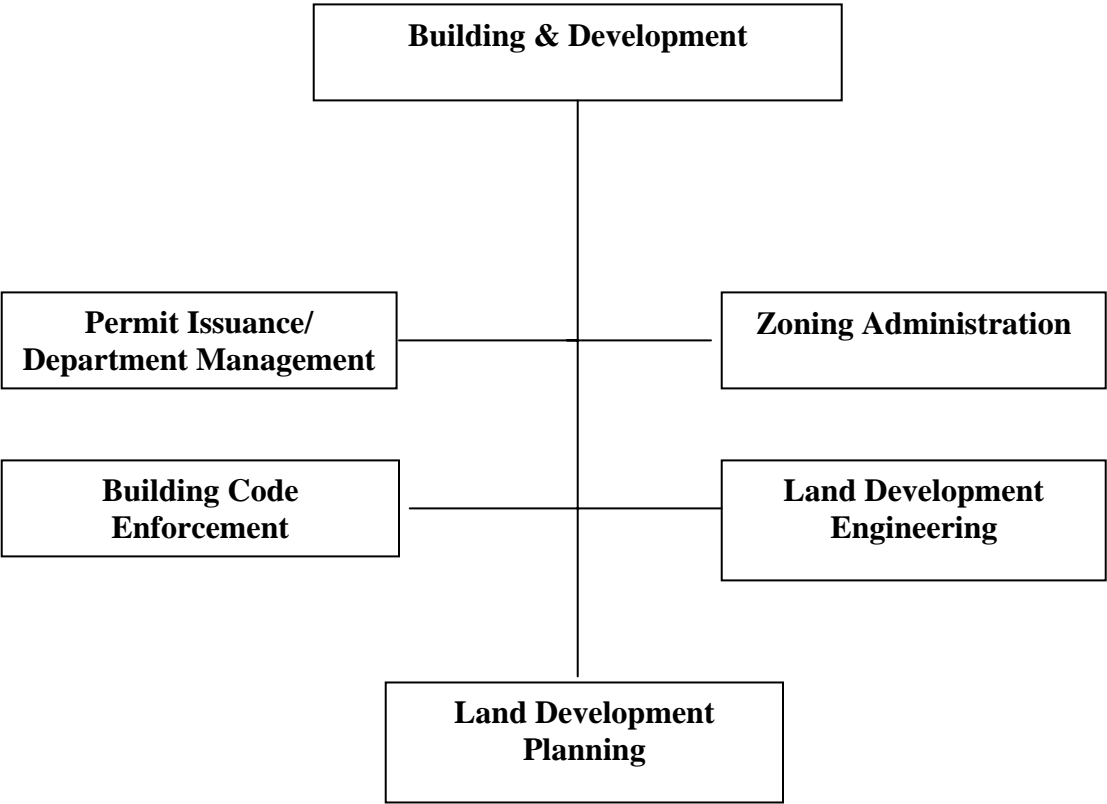 Building & Development
Permit Issuance/
Department Management
Zoning Administration
Building Code
Enforcement
Land Development
Engineering
Land Development
Planning